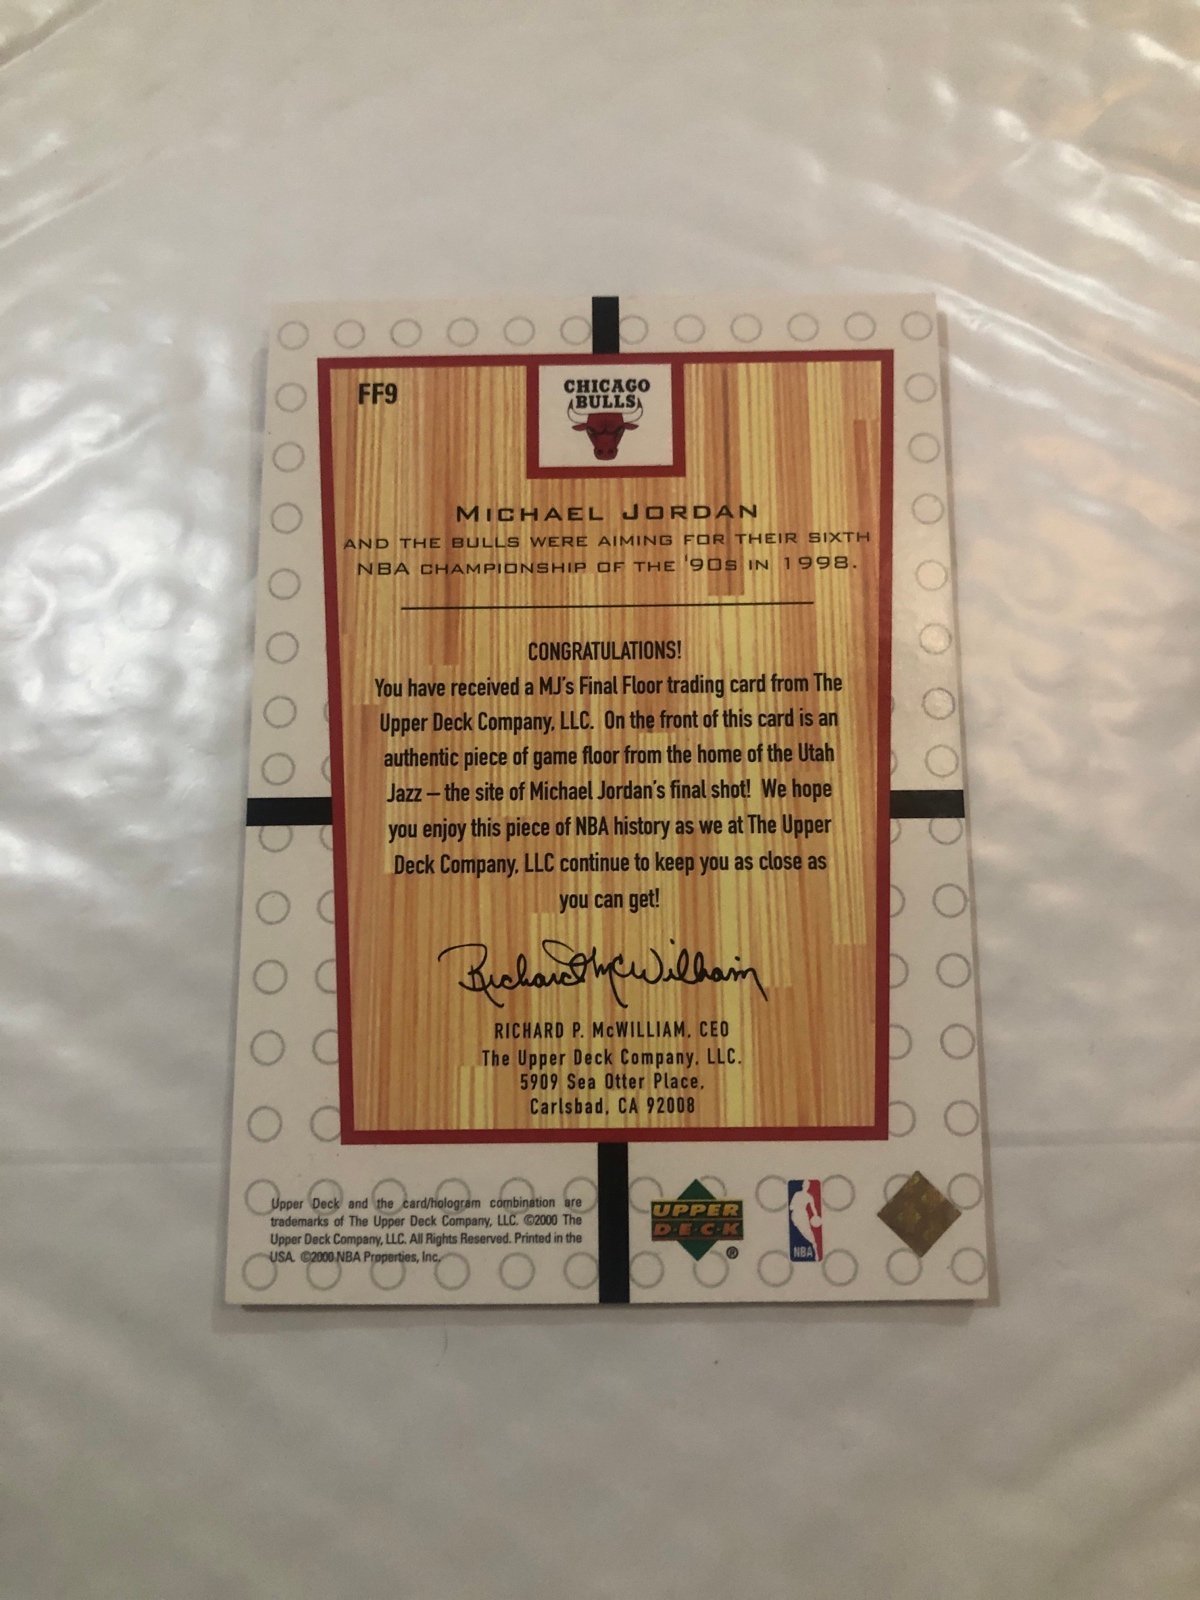 FF9
CHICAGO
BULLS
MICHAEL JORDAN
AND THE BULLS WERE AIMING FOR THEIR SIXTH
NBA CHAMPIONSHIP OF THE '90S IN 1998.
CONGRATULATIONS!
You have received a MJ's Final Floor trading card from The
Upper Deck Company, LLC. On the front of this card is an
authentic piece of game floor from the home of the Utah
Jazz – the site of Michael Jordan's final shot! We hope
you enjoy this piece of NBA history as we at The Upper
Deck Company, LLC continue to keep you as close as
you can get!
Richard McWilliam
RICHARD P. McWILLIAM, CEO
The Upper Deck Company, LLC.
5909 Sea Otter Place,
Carlsbad, CA 92008
Upper Deck and the card/hologram combination are
trademarks of The Upper Deck Company, LLC. ©2000 The
Upper Deck Company, LLC. All Rights Reserved. Printed in the
USA. ©2000 NBA Properties, Inc.
UPPER
D·E·C·K
®
NBA